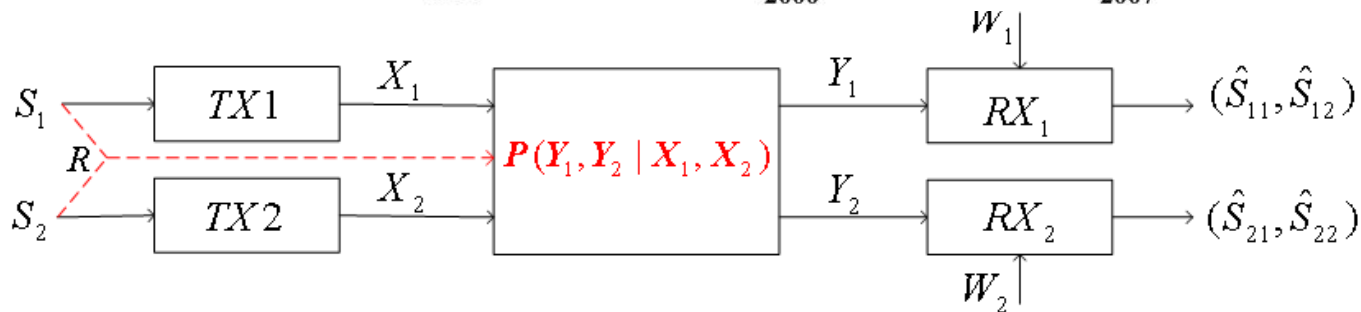 W₁
S₁ TX1 X₁ Y₁ RX₁ (Ŝ₁₁, Ŝ₁₂)
R P(Y₁, Y₂ | X₁, X₂)
S₂ TX2 X₂ Y₂ RX₂ (Ŝ₂₁, Ŝ₂₂)
W₂